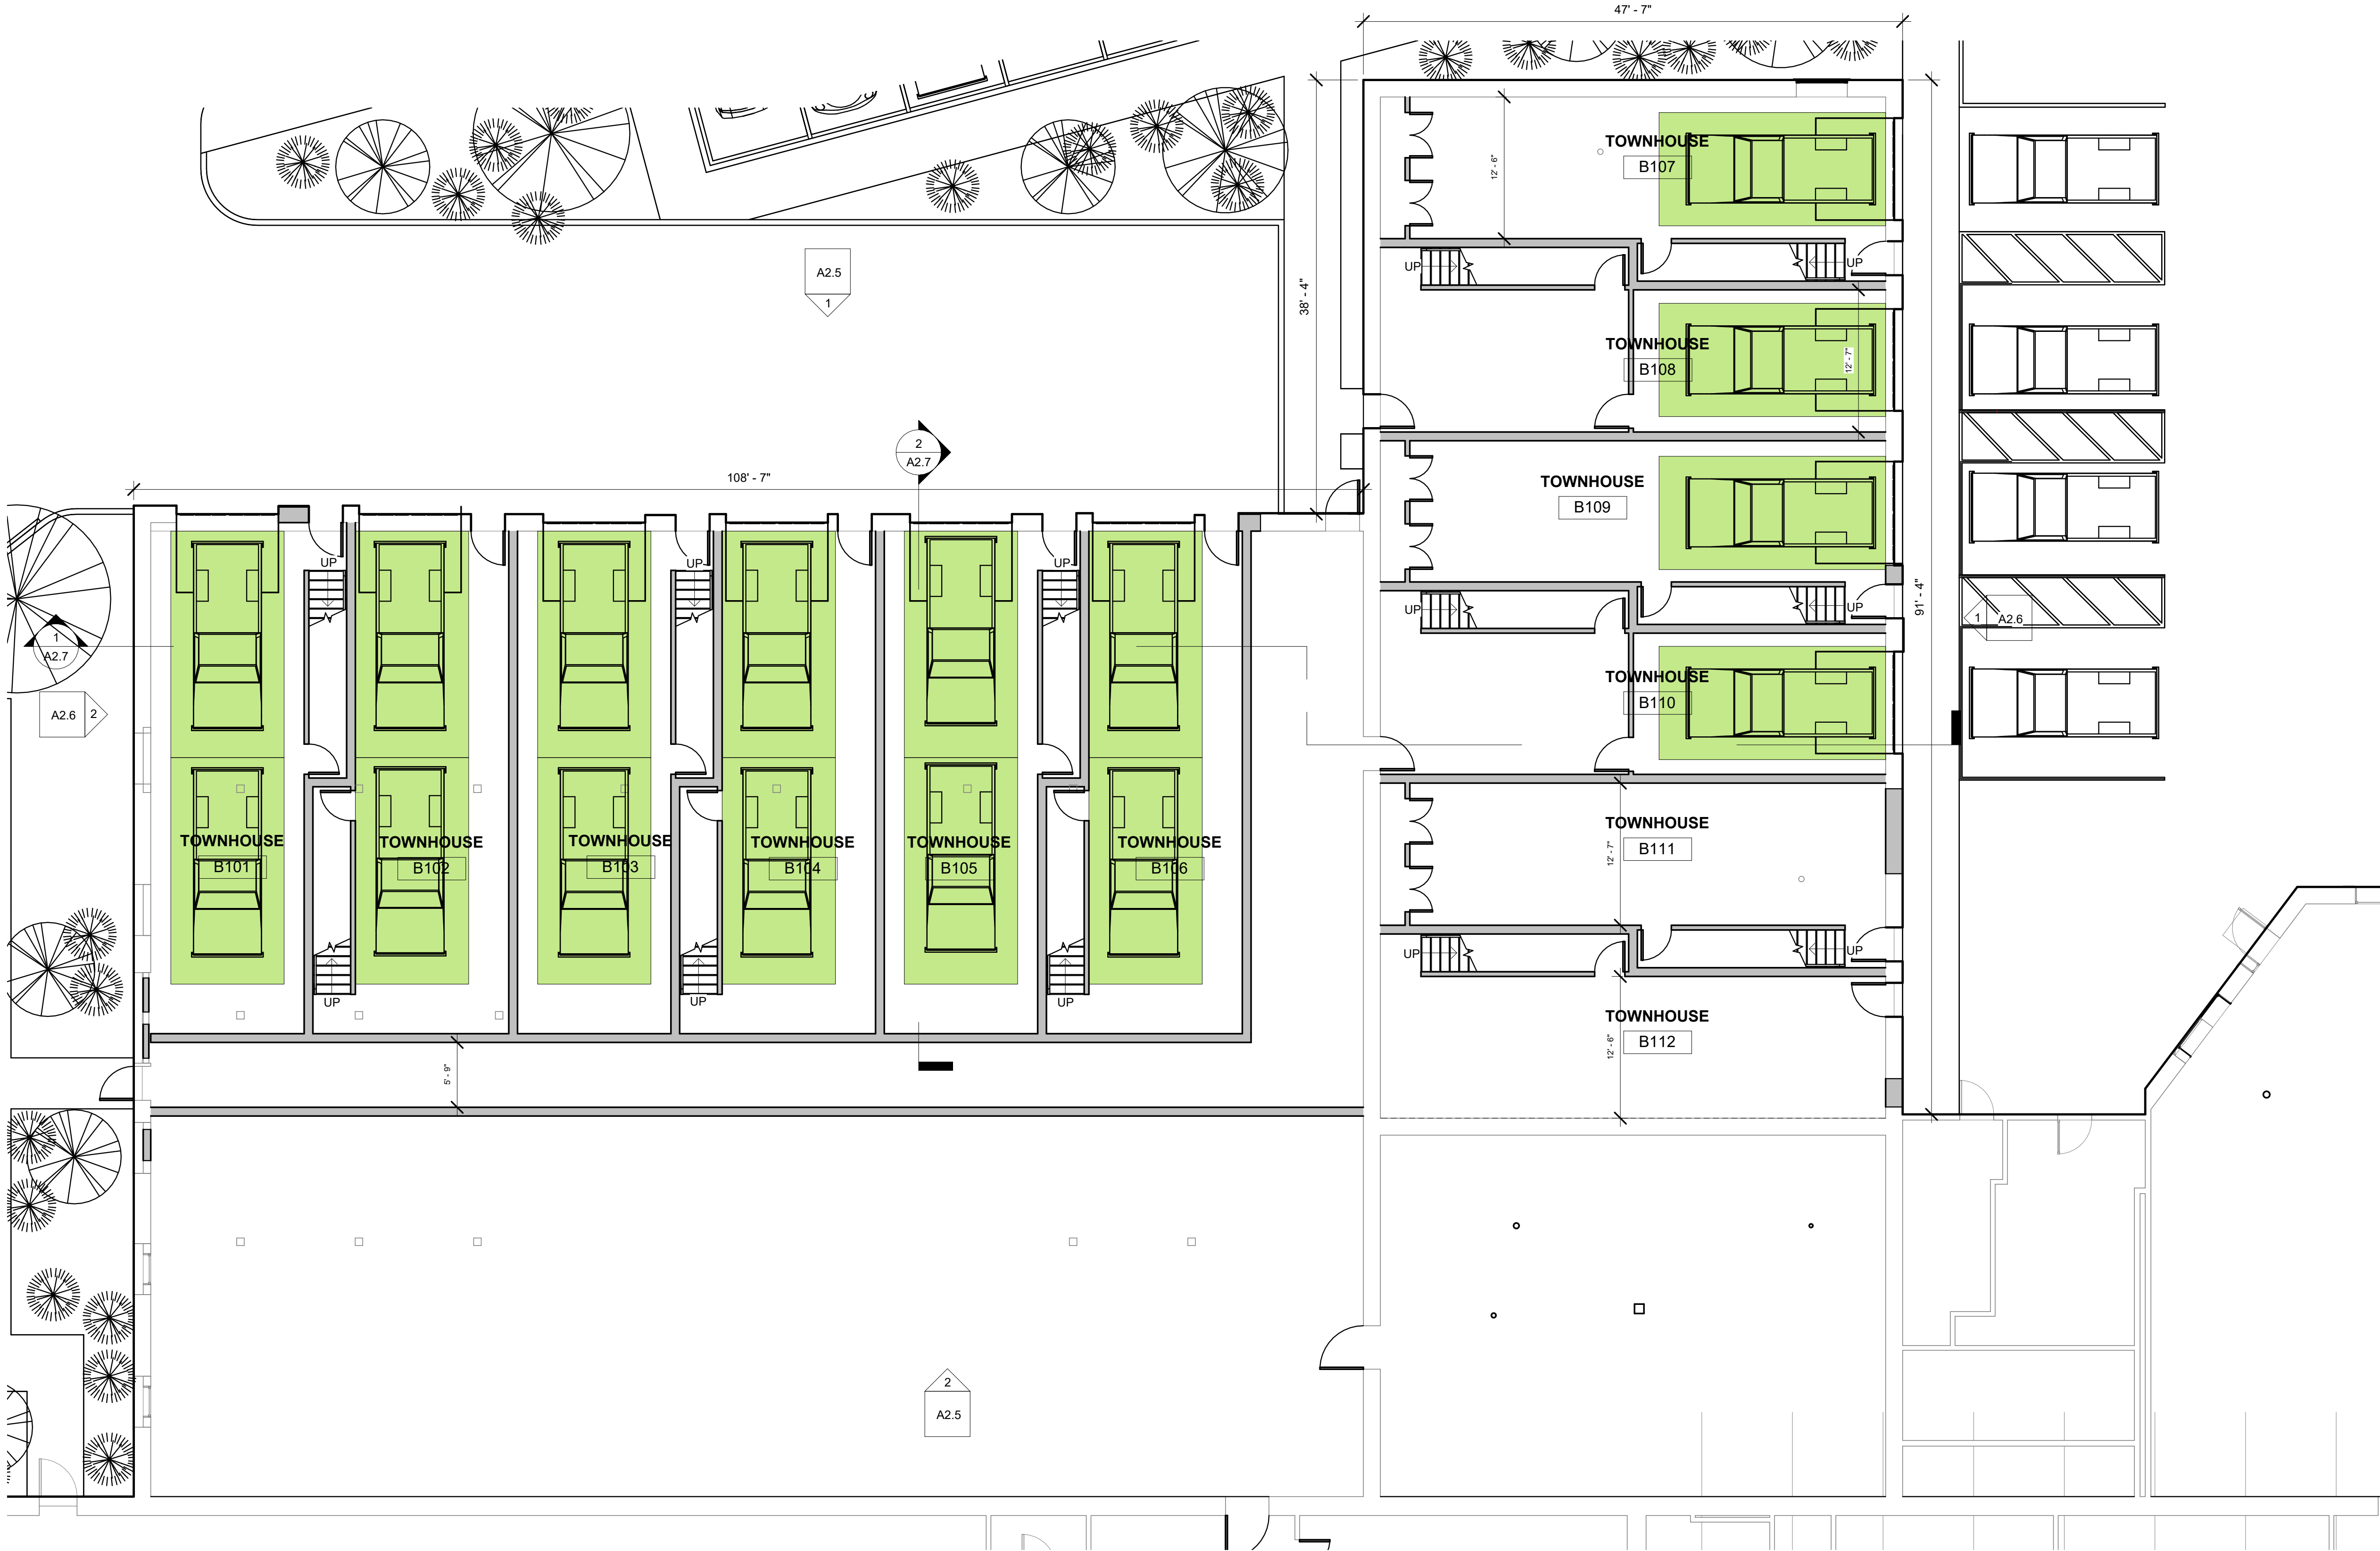 47' - 7"
TOWNHOUSE
B107
12' - 6"
UP
UP
A2.5
1
38' - 4"
TOWNHOUSE
B108
12' - 7"
2
A2.7
108' - 7"
TOWNHOUSE
B109
UP
UP
UP
UP
UP
91' - 4"
1
A2.6
1
A2.7
A2.6
2
TOWNHOUSE
B110
TOWNHOUSE
B101
TOWNHOUSE
B102
TOWNHOUSE
B103
TOWNHOUSE
B104
TOWNHOUSE
B105
TOWNHOUSE
B106
TOWNHOUSE
B111
12' - 7"
UP
UP
UP
UP
UP
TOWNHOUSE
B112
12' - 6"
5' - 9"
2
A2.5